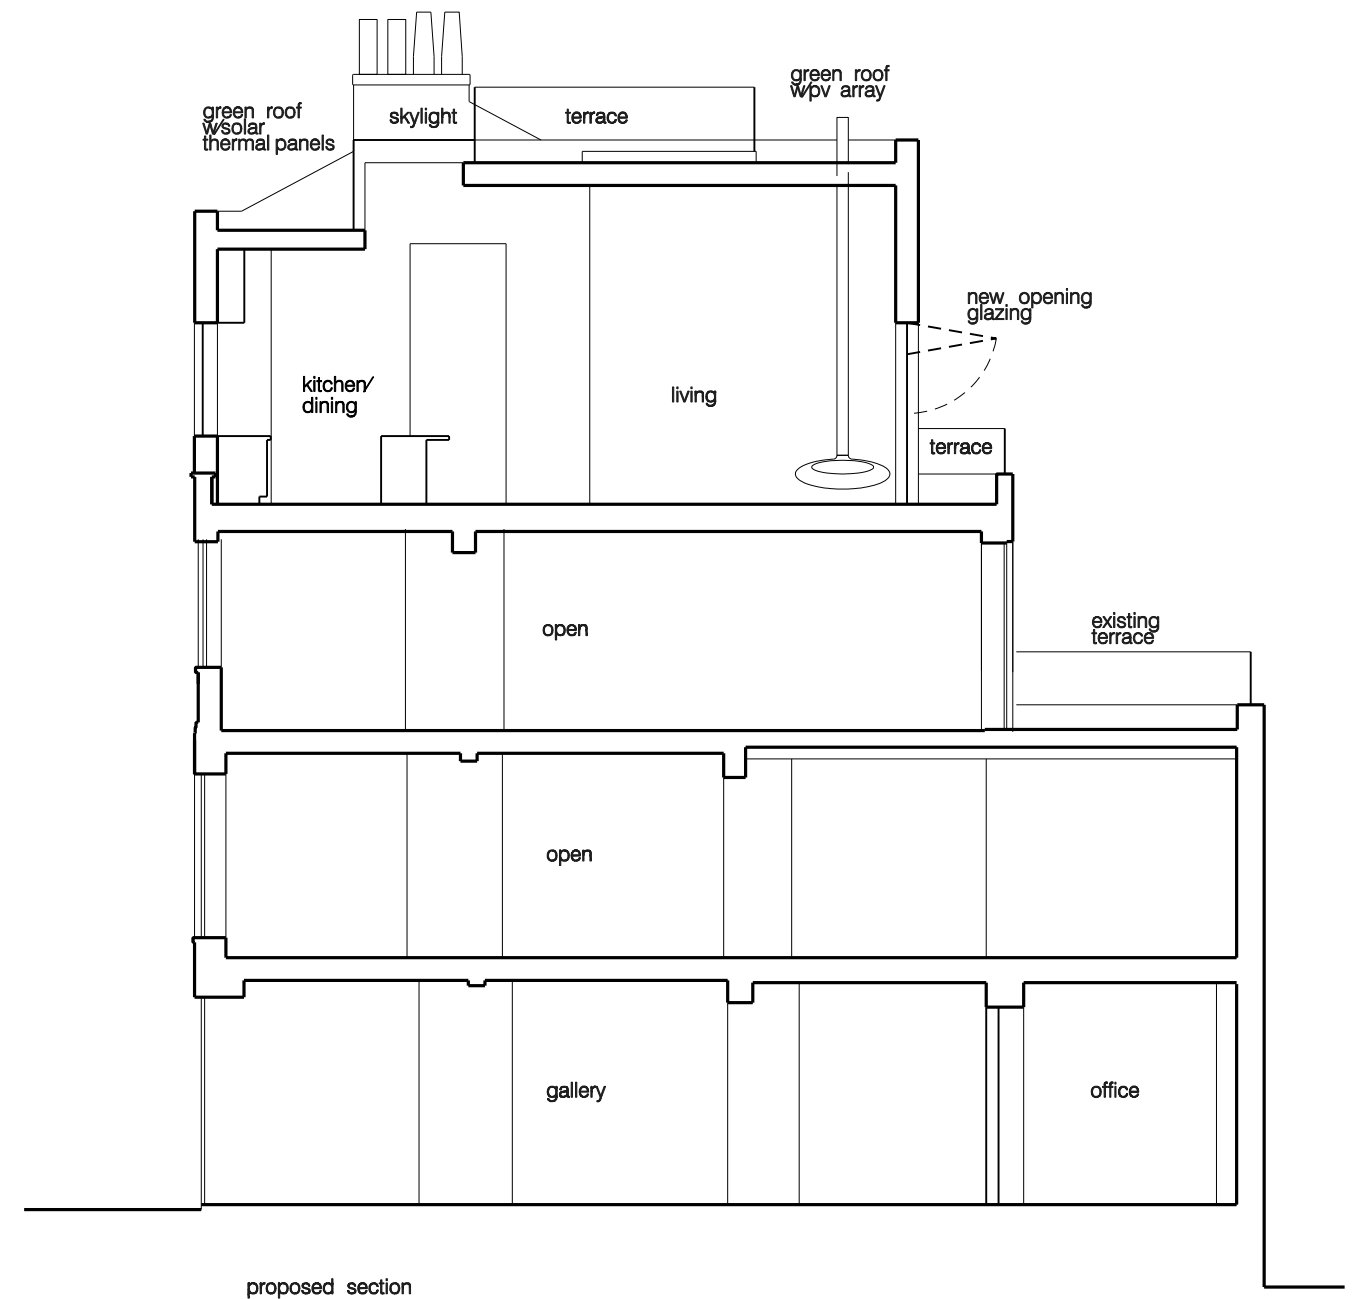 green roof
w/pv array
green roof
w/solar
thermal panels
skylight
terrace
new opening
glazing
kitchen/
dining
living
terrace
open
existing
terrace
open
gallery
office
proposed section